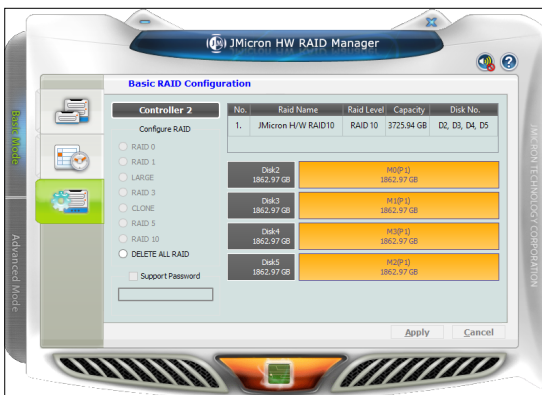 JMicron HW RAID Manager
Basic RAID Configuration
Basic Mode
Advanced Mode
Controller 2
Configure RAID
RAID 0
RAID 1
LARGE
RAID 3
CLONE
RAID 5
RAID 10
DELETE ALL RAID
Support Password
No. Raid Name Raid Level Capacity Disk No.
1. JMicron H/W RAID10 RAID 10 3725.94 GB D2, D3, D4, D5
Disk2
1862.97 GB
M0(P1)
1862.97 GB
Disk3
1862.97 GB
M1(P1)
1862.97 GB
Disk4
1862.97 GB
M3(P1)
1862.97 GB
Disk5
1862.97 GB
M2(P1)
1862.97 GB
Apply Cancel
JMICRON TECHNOLOGY CORPORATION